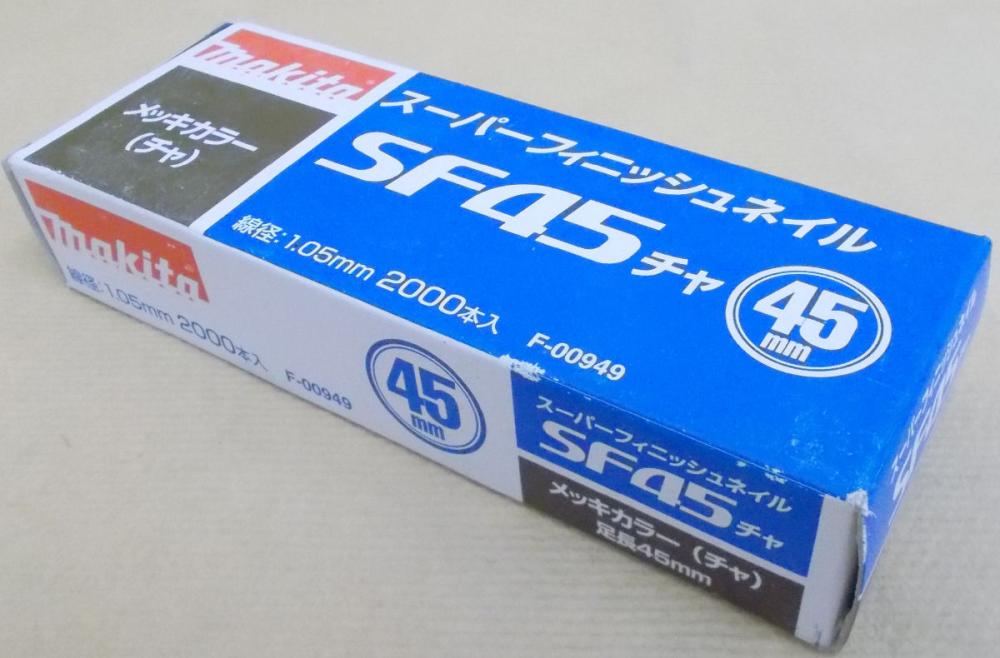 makita
メッキカラー
(チャ)
スーパーフィニッシュネイル
SF45チャ
線径:1.05mm 2000本入
F-00949
45
mm
makita
線径:1.05mm 2000本入
F-00949
45
mm
スーパーフィニッシュネイル
SF45チャ
メッキカラー(チャ)
足長45mm